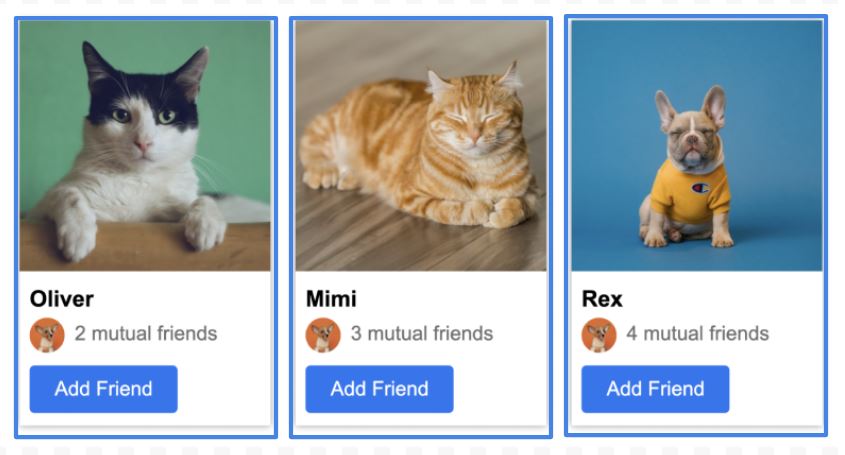 Oliver
2 mutual friends
Add Friend
Mimi
3 mutual friends
Add Friend
Rex
4 mutual friends
Add Friend